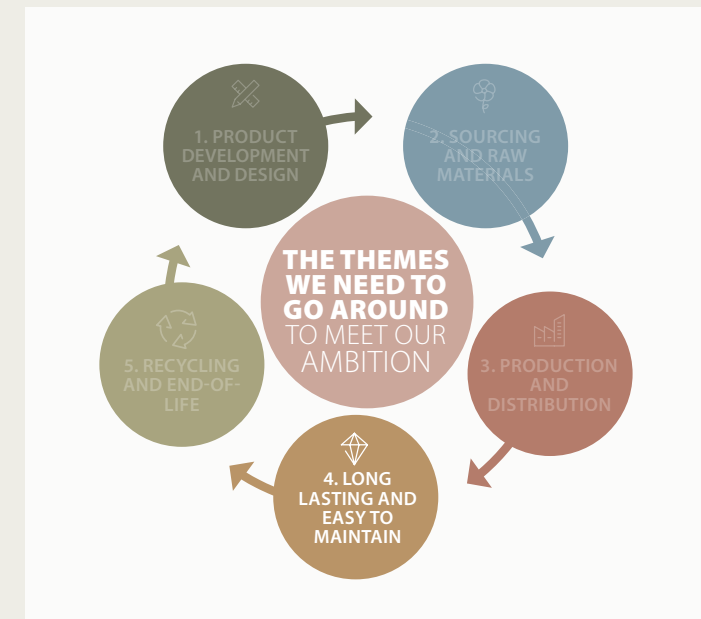 1. PRODUCT
DEVELOPMENT
AND DESIGN
2. SOURCING
AND RAW
MATERIALS
THE THEMES
WE NEED TO
GO AROUND
TO MEET OUR
AMBITION
3. PRODUCTION
AND
DISTRIBUTION
4. LONG
LASTING AND
EASY TO
MAINTAIN
5. RECYCLING
AND END-OF-
LIFE